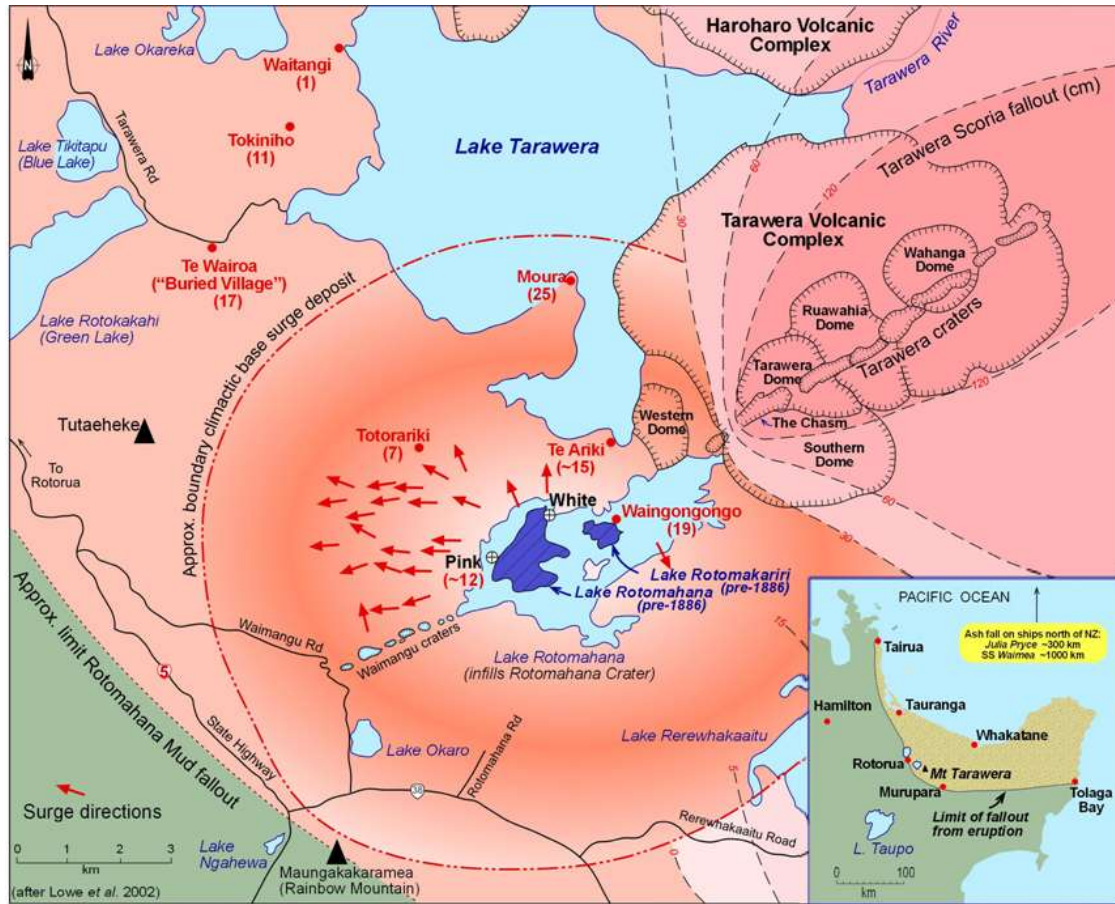 Haroharo Volcanic
Complex
Tarawera
River
Lake Okareka
N
Waitangi
(1)
Tarawera Scoria fallout (cm)
Tokiniho
(11)
Lake Tikitapu
(Blue Lake)
Tarawera Rd
Lake Tarawera
30
60
120
Tarawera Volcanic
Complex
Te Wairoa
("Buried Village")
(17)
Wahanga
Dome
Moura
(25)
Lake Rotokakahi
(Green Lake)
Ruawahia
Dome
Tarawera craters
Approx. boundary climactic base surge deposit
Tarawera
Dome
120
Western
Dome
The Chasm
Tutaeheke
Totorariki
(7)
Te Ariki
(~15)
Southern
Dome
To
Rotorua
White
60
Waingongongo
(19)
30
Pink
(~12)
Lake Rotomakariri
(pre-1886)
Lake Rotomahana
(pre-1886)
Approx. limit Rotomahana Mud fallout
Waimangu Rd
Waimangu craters
15
5
Lake Rotomahana
(infills Rotomahana Crater)
State Highway
Lake Okaro
Rotomahana Rd
Lake Rerewhakaaitu
5
38
Surge directions
Rerewhakaaitu Road
0
0 1 2 3
km
Lake
Ngahewa
Maungakakaramea
(Rainbow Mountain)
(after Lowe et al. 2002)
PACIFIC OCEAN
Ash fall on ships north of NZ:
Julia Pryce ~300 km
SS Waimea ~1000 km
Tairua
Hamilton
Tauranga
Whakatane
Rotorua
Mt Tarawera
Murupara
Tolaga
Bay
Limit of fallout
from eruption
L. Taupo
0 100
km